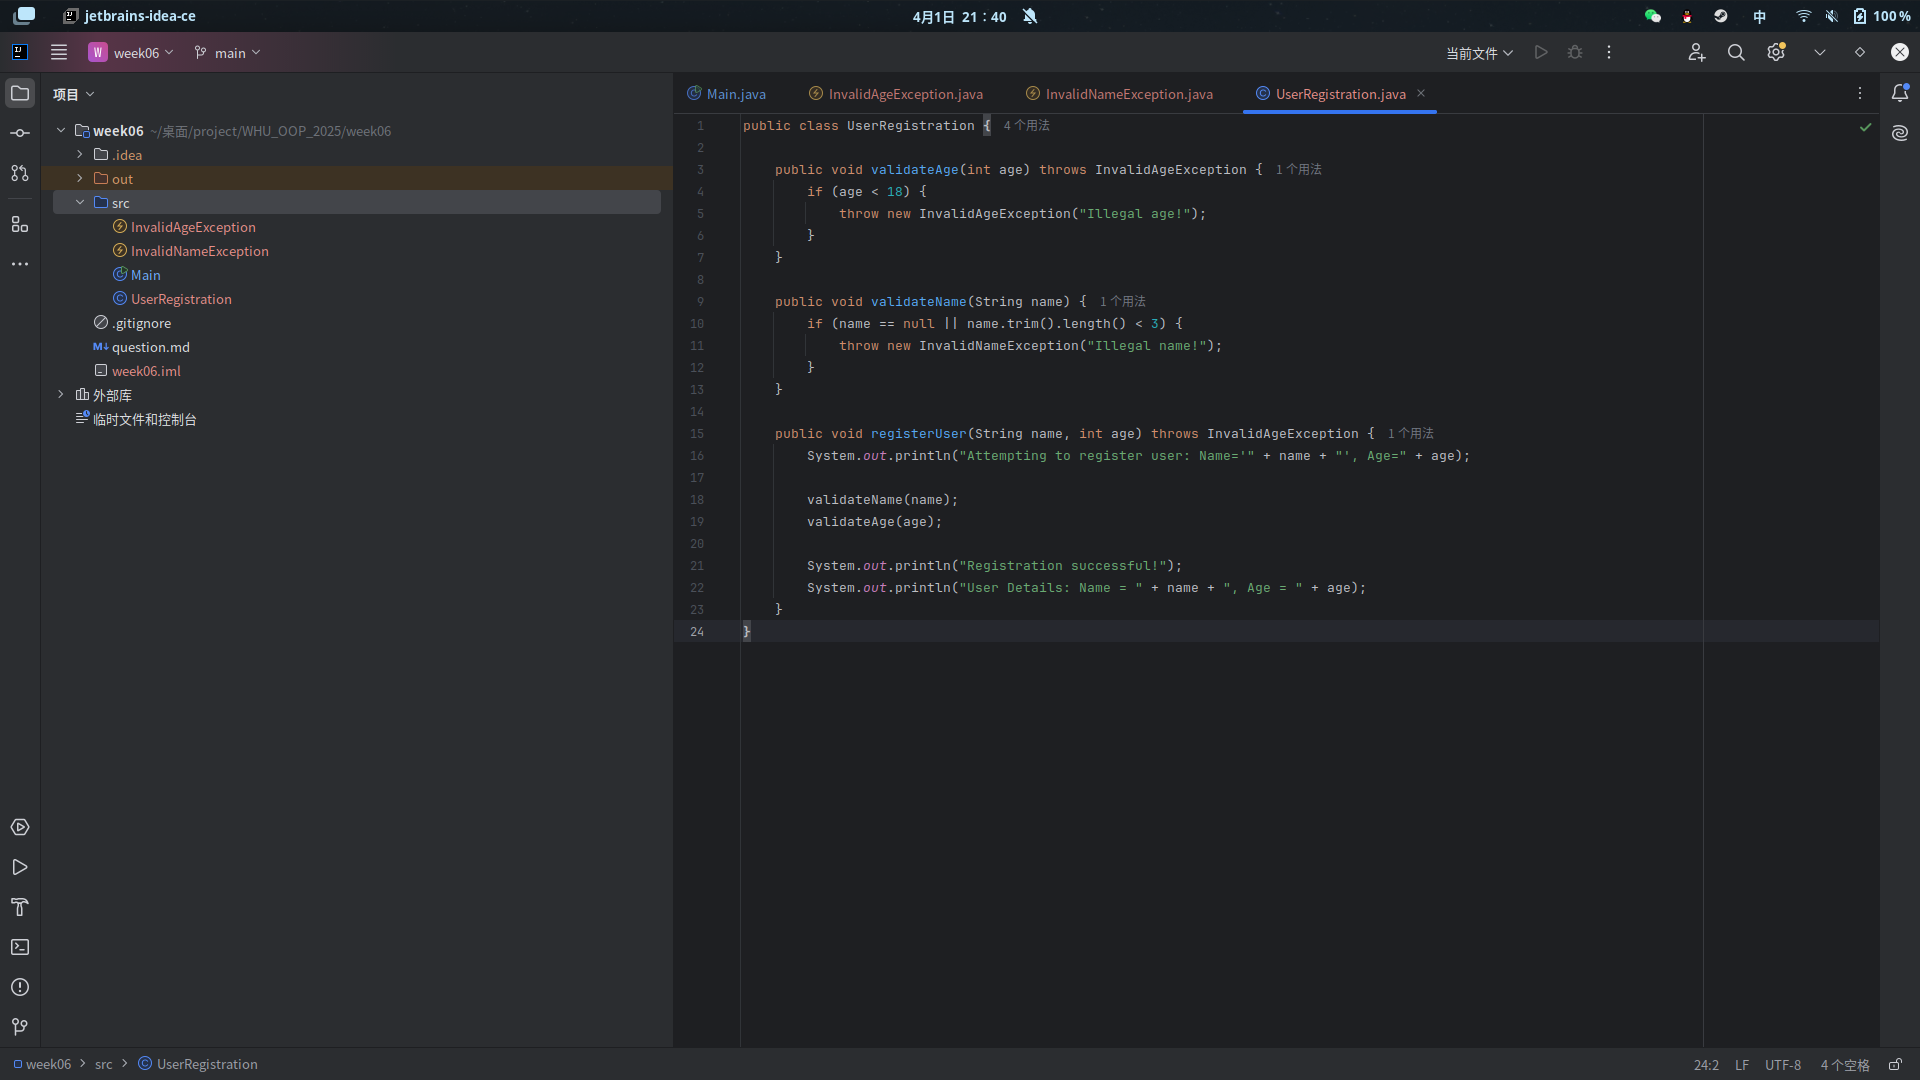 jetbrains-idea-ce
4月1日 21：40
中
100%
W week06
main
当前文件
项目
week06 ~/桌面/project/WHU_OOP_2025/week06
.idea
out
src
InvalidAgeException
InvalidNameException
Main
UserRegistration
.gitignore
M↓ question.md
week06.iml
外部库
临时文件和控制台
Main.java
InvalidAgeException.java
InvalidNameException.java
UserRegistration.java
1 public class UserRegistration { 4个用法
2
3 public void validateAge(int age) throws InvalidAgeException { 1个用法
4 if (age < 18) {
5 throw new InvalidAgeException("Illegal age!");
6 }
7 }
8
9 public void validateName(String name) { 1个用法
10 if (name == null || name.trim().length() < 3) {
11 throw new InvalidNameException("Illegal name!");
12 }
13 }
14
15 public void registerUser(String name, int age) throws InvalidAgeException { 1个用法
16 System.out.println("Attempting to register user: Name='" + name + "', Age=" + age);
17
18 validateName(name);
19 validateAge(age);
20
21 System.out.println("Registration successful!");
22 System.out.println("User Details: Name = " + name + ", Age = " + age);
23 }
24 }
week06 > src > UserRegistration
24:2 LF UTF-8 4个空格